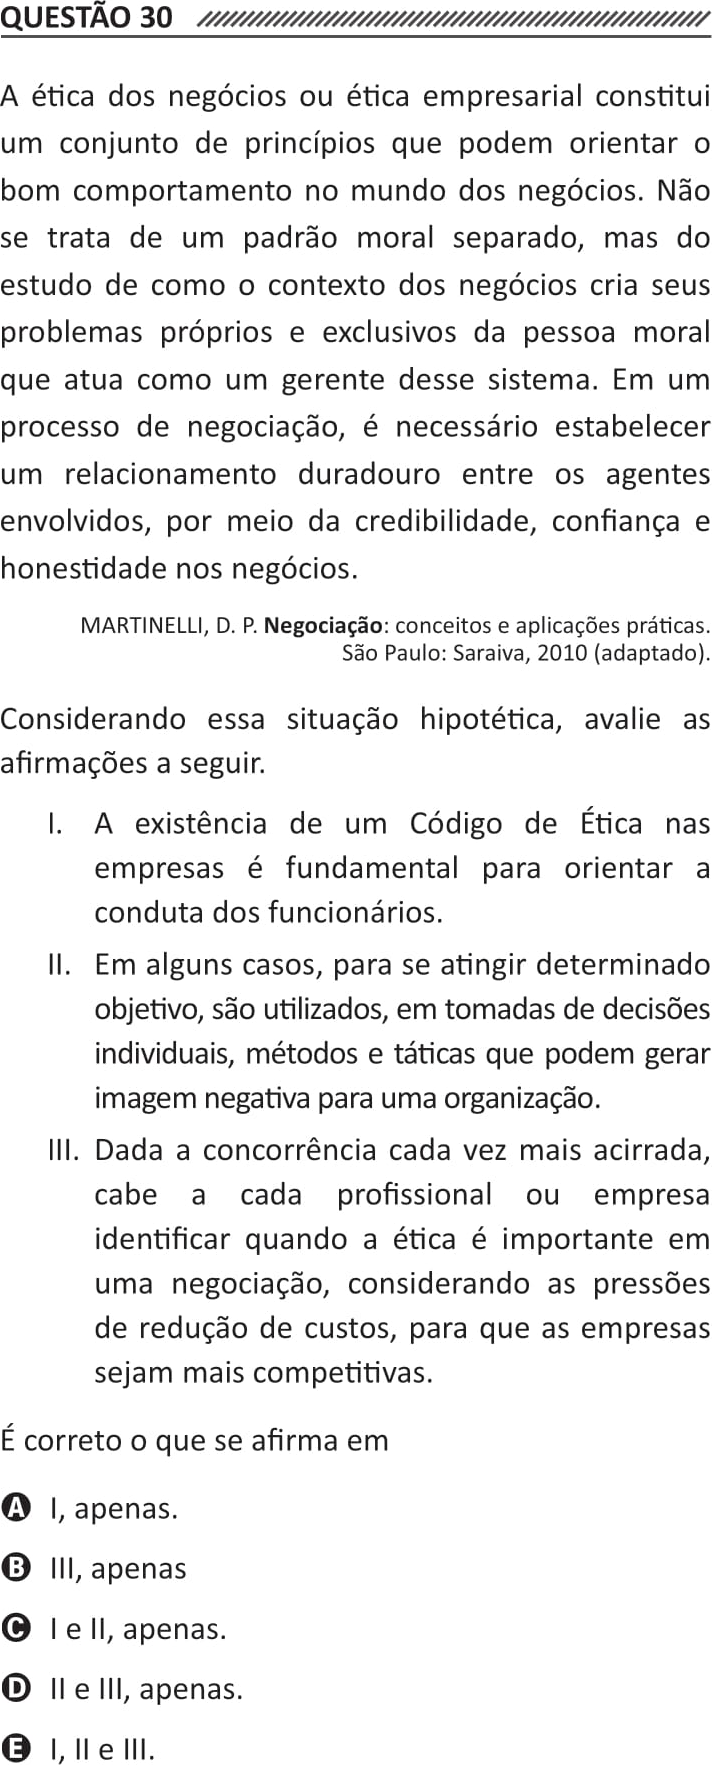 QUESTÃO 30
A ética dos negócios ou ética empresarial constitui
um conjunto de princípios que podem orientar o
bom comportamento no mundo dos negócios. Não
se trata de um padrão moral separado, mas do
estudo de como o contexto dos negócios cria seus
problemas próprios e exclusivos da pessoa moral
que atua como um gerente desse sistema. Em um
processo de negociação, é necessário estabelecer
um relacionamento duradouro entre os agentes
envolvidos, por meio da credibilidade, confiança e
honestidade nos negócios.
MARTINELLI, D. P. Negociação: conceitos e aplicações práticas.
São Paulo: Saraiva, 2010 (adaptado).
Considerando essa situação hipotética, avalie as
afirmações a seguir.
I. A existência de um Código de Ética nas
empresas é fundamental para orientar a
conduta dos funcionários.
II. Em alguns casos, para se atingir determinado
objetivo, são utilizados, em tomadas de decisões
individuais, métodos e táticas que podem gerar
imagem negativa para uma organização.
III. Dada a concorrência cada vez mais acirrada,
cabe a cada profissional ou empresa
identificar quando a ética é importante em
uma negociação, considerando as pressões
de redução de custos, para que as empresas
sejam mais competitivas.
É correto o que se afirma em
A I, apenas.
B III, apenas
C I e II, apenas.
D II e III, apenas.
E I, II e III.